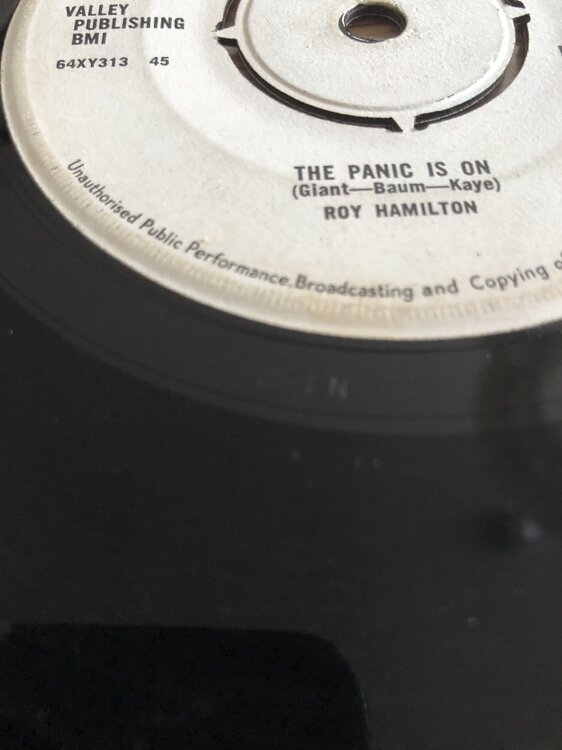 VALLEY
PUBLISHING
BMI
64XY313 45
THE PANIC IS ON
(Giant—Baum—Kaye)
ROY HAMILTON
Unauthorised Public Performance, Broadcasting and Copying